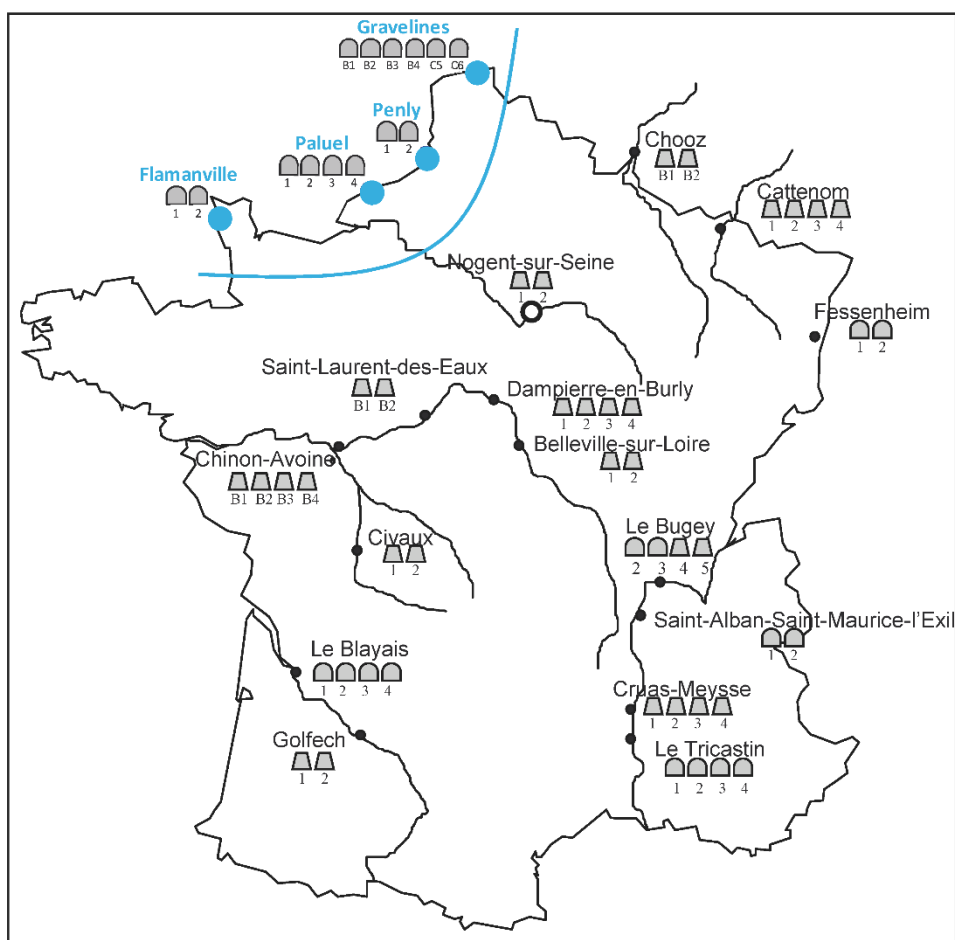 Gravelines
B1 B2 B3 B4 C5 C6
Penly
1 2
Paluel
1 2 3 4
Flamanville
1 2
Chooz
B1 B2
Cattenom
1 2 3 4
Nogent-sur-Seine
1 2
Fessenheim
1 2
Saint-Laurent-des-Eaux
B1 B2
Dampierre-en-Burly
1 2 3 4
Belleville-sur-Loire
1 2
Chinon-Avoine
B1 B2 B3 B4
Civaux
1 2
Le Bugey
2 3 4 5
Saint-Alban-Saint-Maurice-l'Exil
1 2
Le Blayais
1 2 3 4
Cruas-Meysse
1 2 3 4
Golfech
1 2
Le Tricastin
1 2 3 4